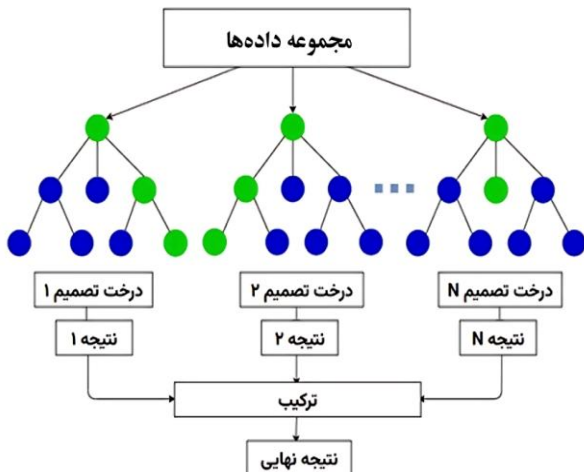 مجموعه داده‌ها
درخت تصمیم ۱
درخت تصمیم ۲
درخت تصمیم N
نتیجه ۱
نتیجه ۲
نتیجه N
ترکیب
نتیجه نهایی